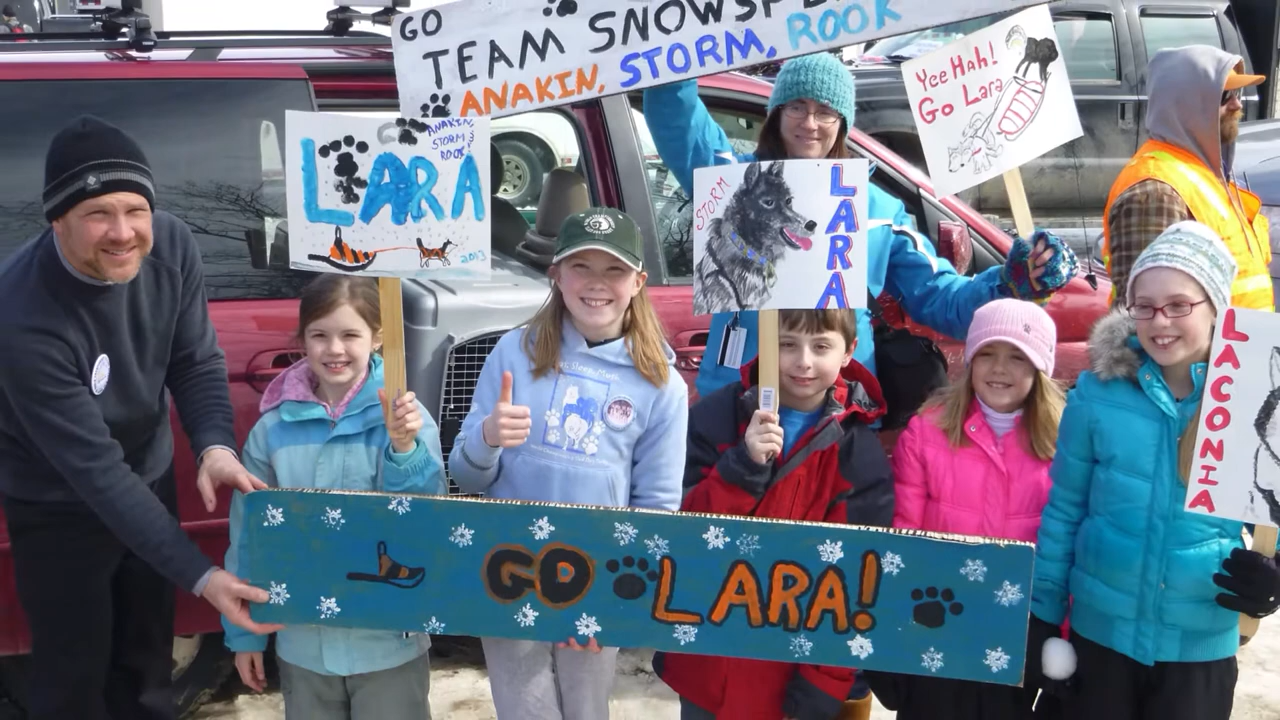 GO
TEAM SNOWSP
ANAKIN, STORM, ROOK
LARA
ANAKIN,
STORM &
ROOK
2013
STORM
LARA
Yee Hah!
Go Lara
LACONIA
GO LARA!